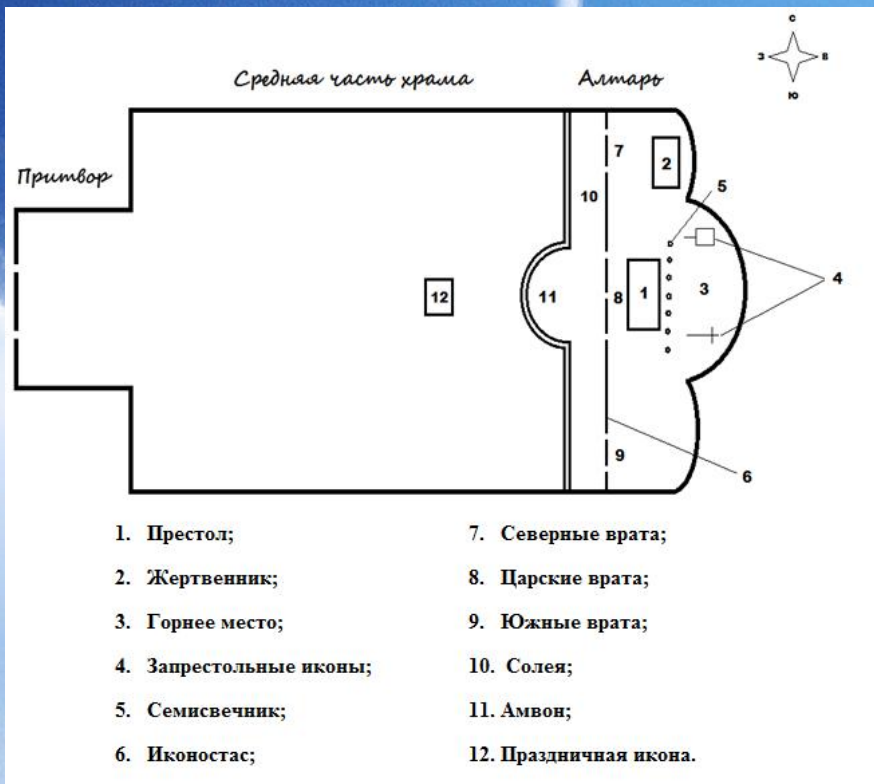 С
З В
Ю
Средняя часть храма Алтарь
Притвор
7
2
5
10
4
12
11
8
1
3
9
6
1. Престол;
2. Жертвенник;
3. Горнее место;
4. Запрестольные иконы;
5. Семисвечник;
6. Иконостас;
7. Северные врата;
8. Царские врата;
9. Южные врата;
10. Солея;
11. Амвон;
12. Праздничная икона.